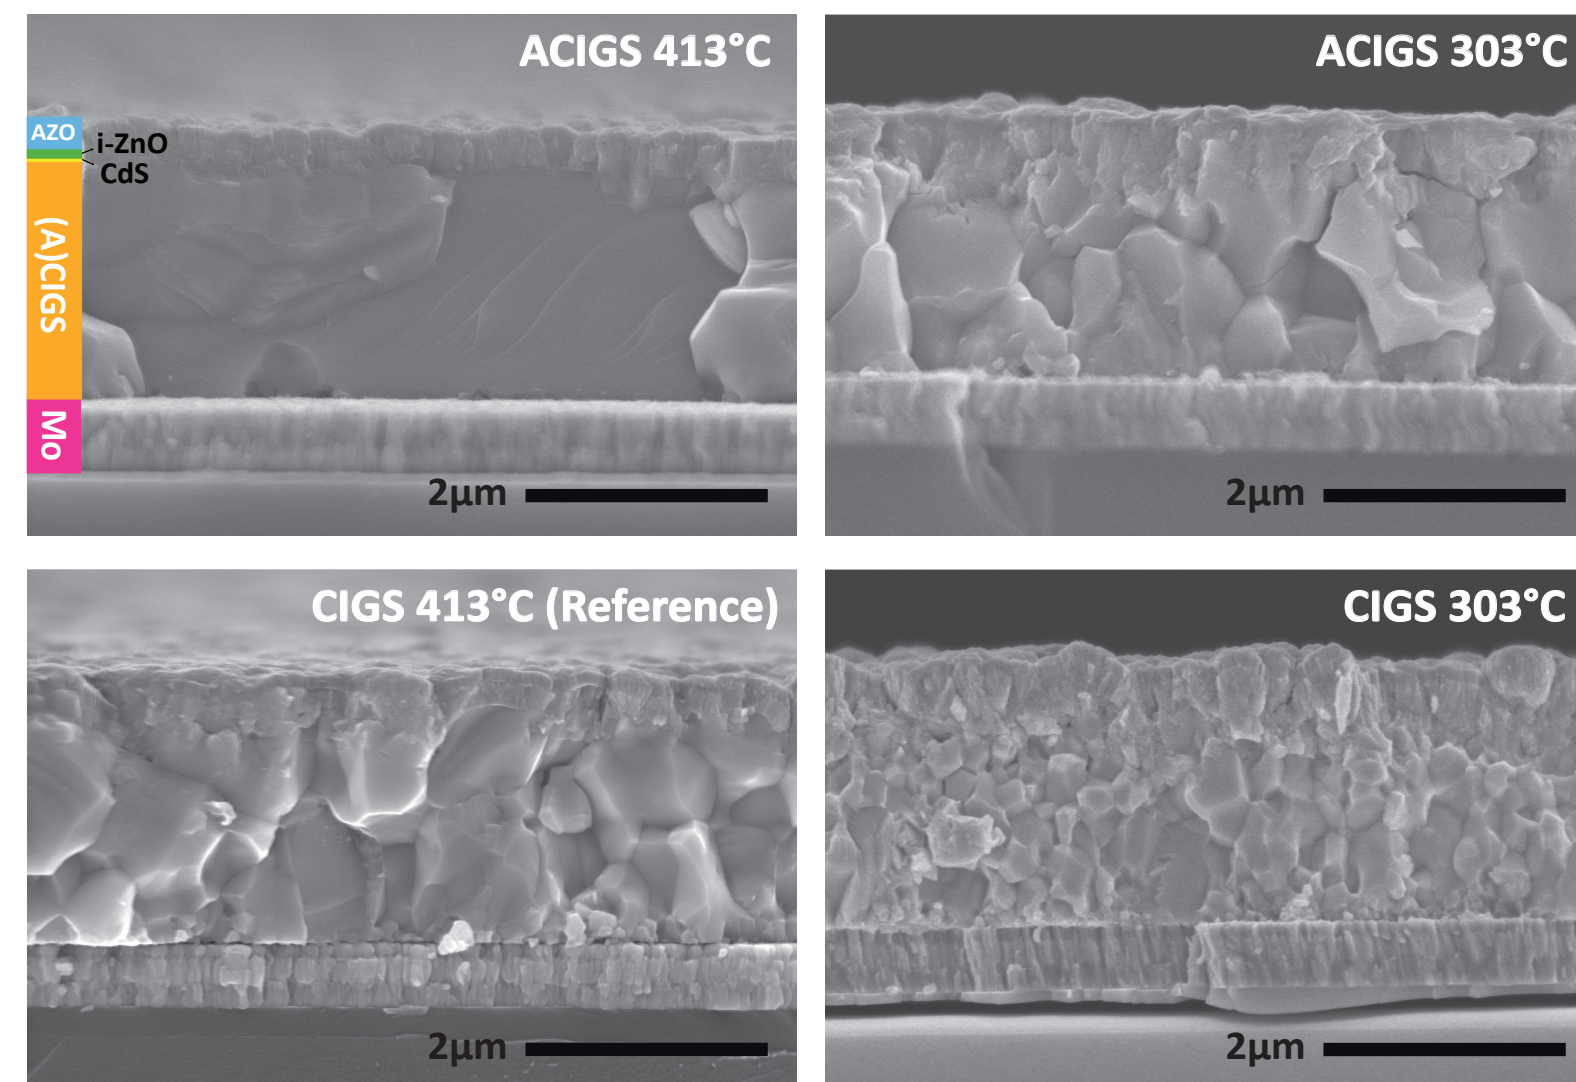 ACIGS 413°C
AZO
i-ZnO
CdS
(A)CIGS
Mo
2µm
ACIGS 303°C
2µm
CIGS 413°C (Reference)
2µm
CIGS 303°C
2µm